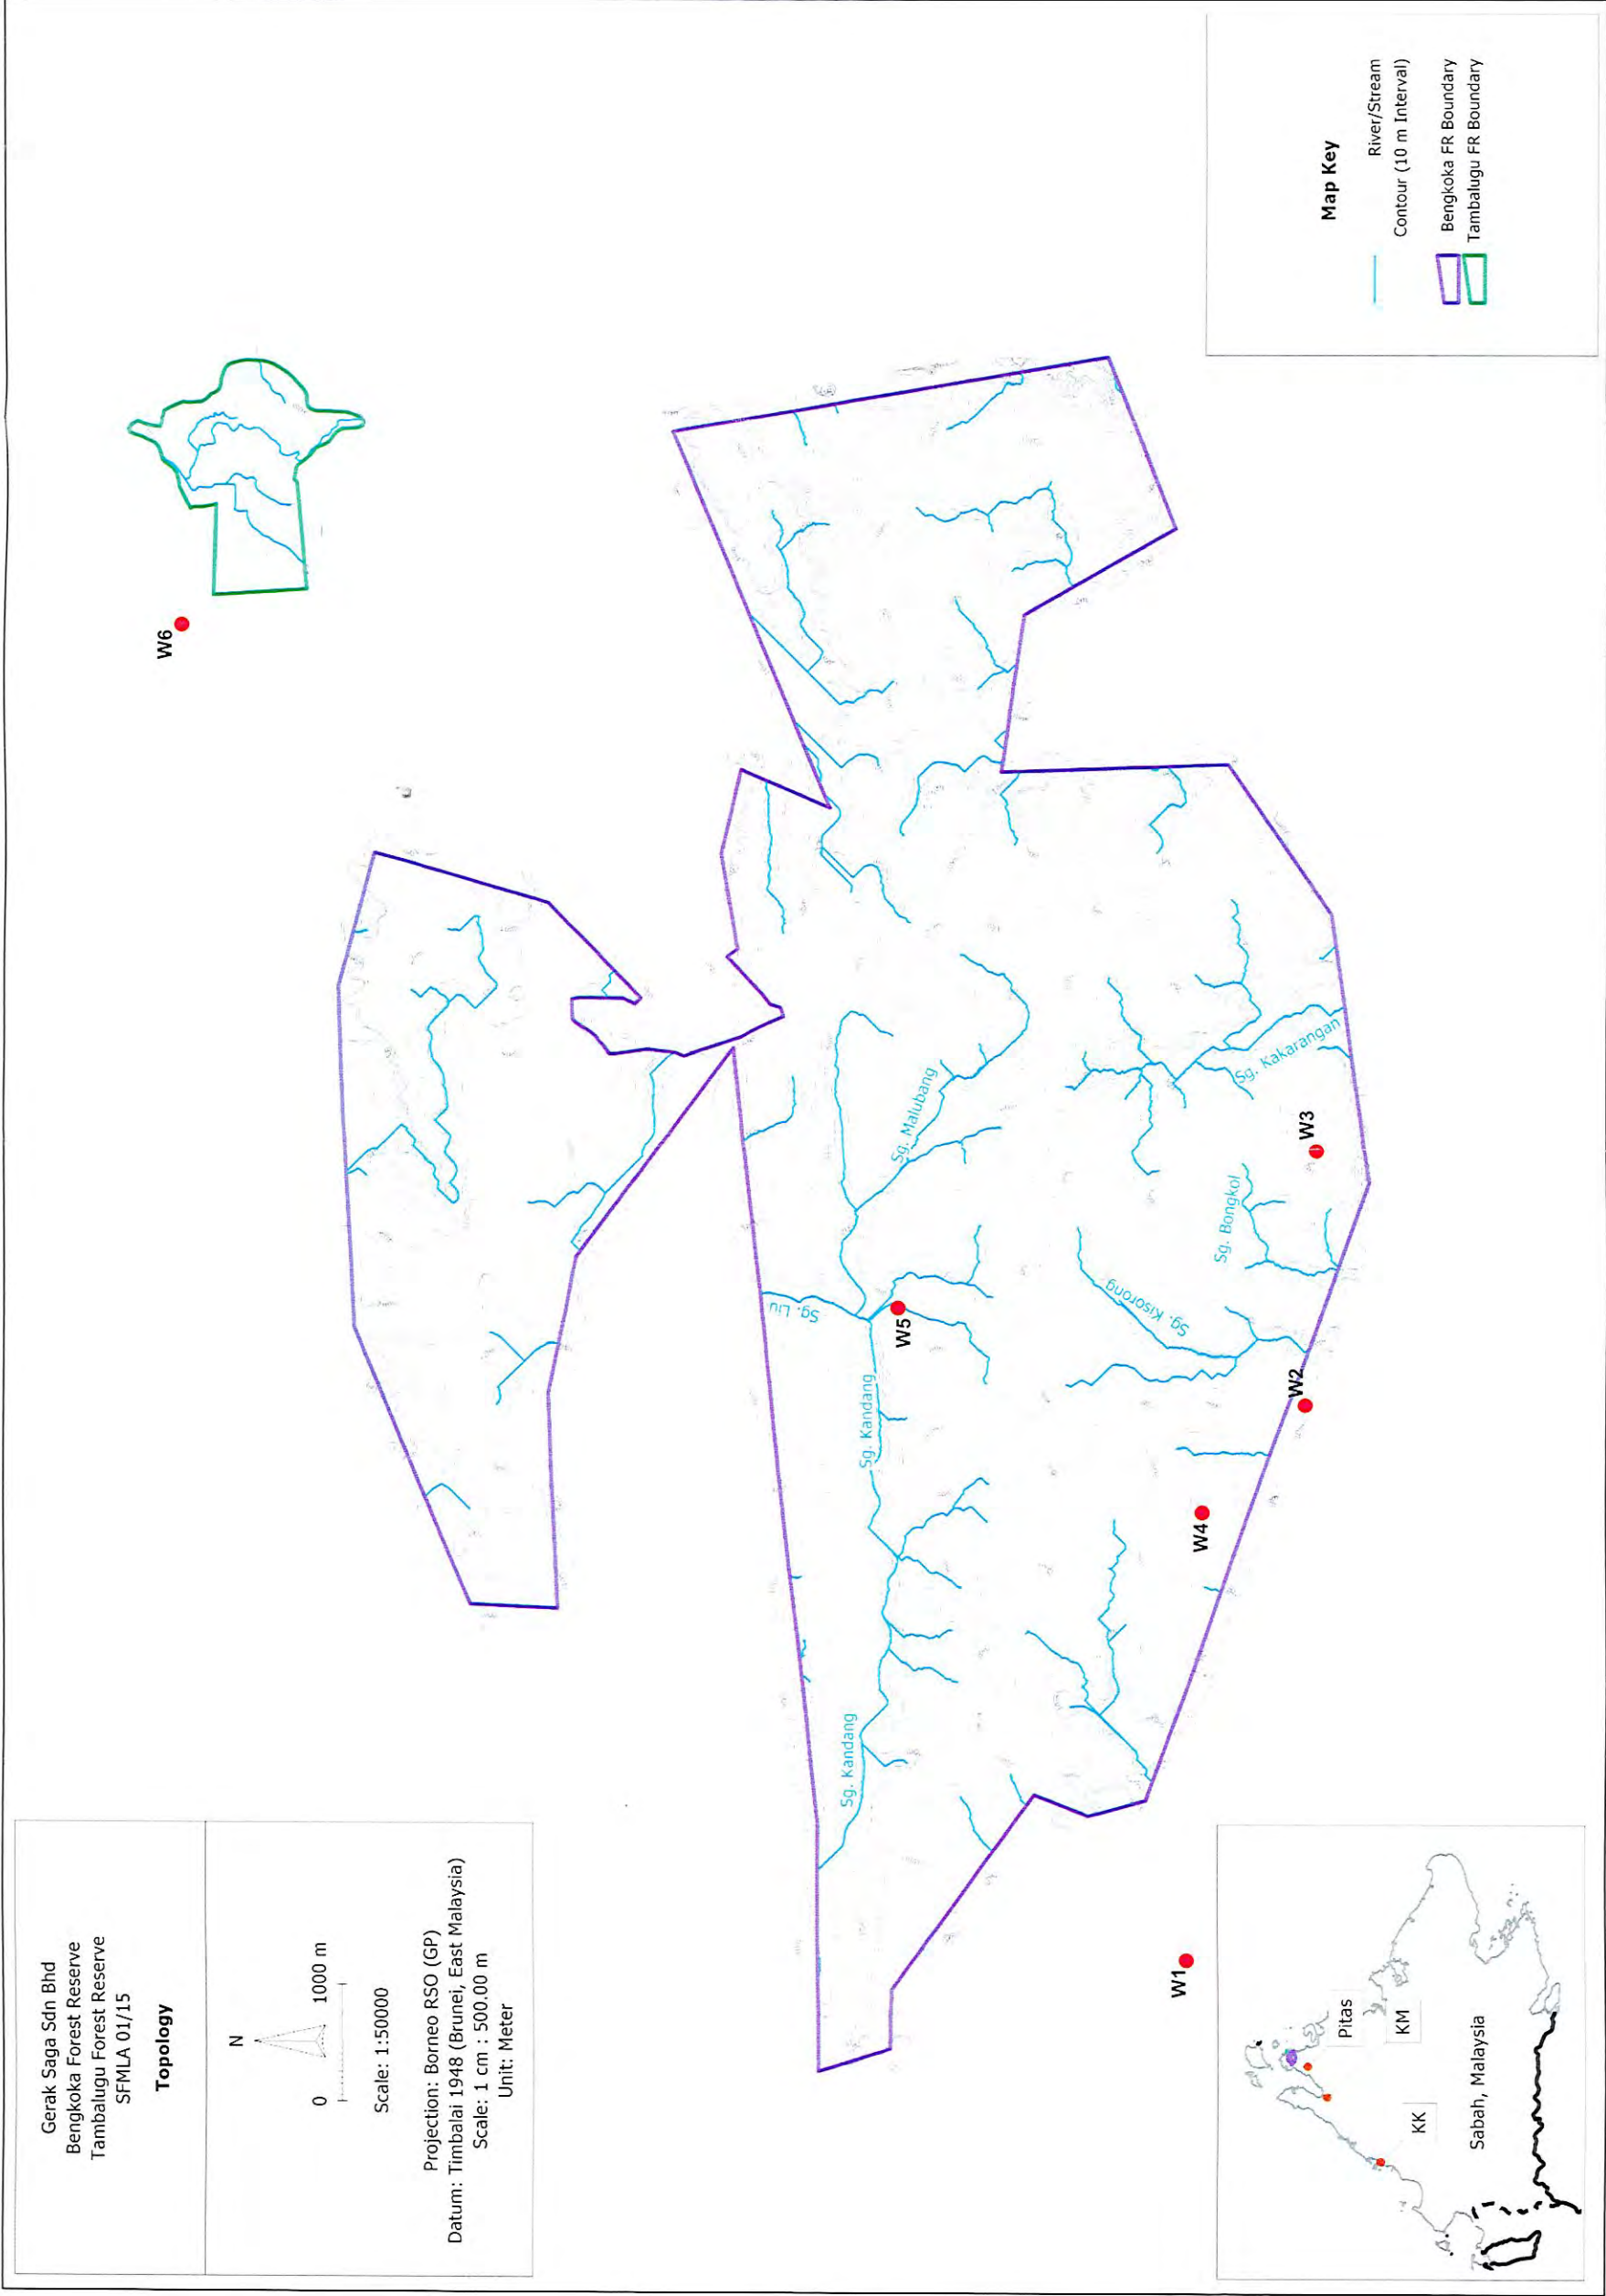 Gerak Saga Sdn Bhd
Bengkoka Forest Reserve
Tambalugu Forest Reserve
SFMLA 01/15
Topology
N
0 1000 m
Scale: 1:50000
Projection: Borneo RSO (GP)
Datum: Timbalai 1948 (Brunei, East Malaysia)
Scale: 1 cm : 500.00 m
Unit: Meter
W6
Sg. Liu
Sg. Kandang
Sg. Kandang
Sg. Malubang
W5
Sg. Kisorong
Sg. Bongkol
Sg. Kakarangan
W4
W2
W3
W1
Pitas
KM
KK
Sabah, Malaysia
Map Key
River/Stream
Contour (10 m Interval)
Bengkoka FR Boundary
Tambalugu FR Boundary